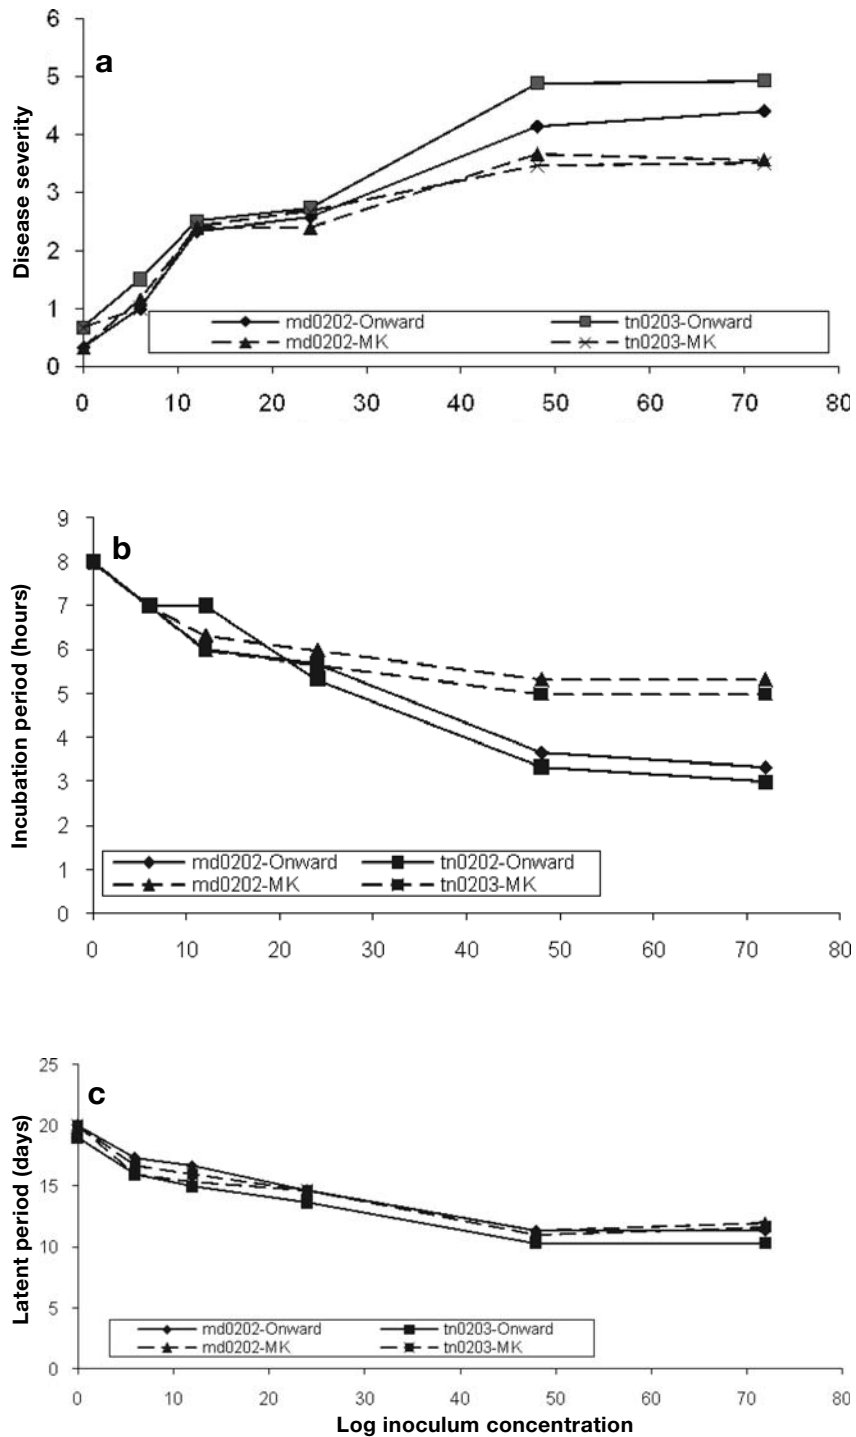 a
Disease severity
6
5
4
3
2
1
0
md0202-Onward tn0203-Onward
md0202-MK tn0203-MK
0 10 20 30 40 50 60 70 80
b
Incubation period (hours)
9
8
7
6
5
4
3
2
1
0
md0202-Onward tn0202-Onward
md0202-MK tn0203-MK
0 10 20 30 40 50 60 70 80
c
Latent period (days)
25
20
15
10
5
0
md0202-Onward tn0203-Onward
md0202-MK tn0203-MK
0 10 20 30 40 50 60 70 80
Log inoculum concentration